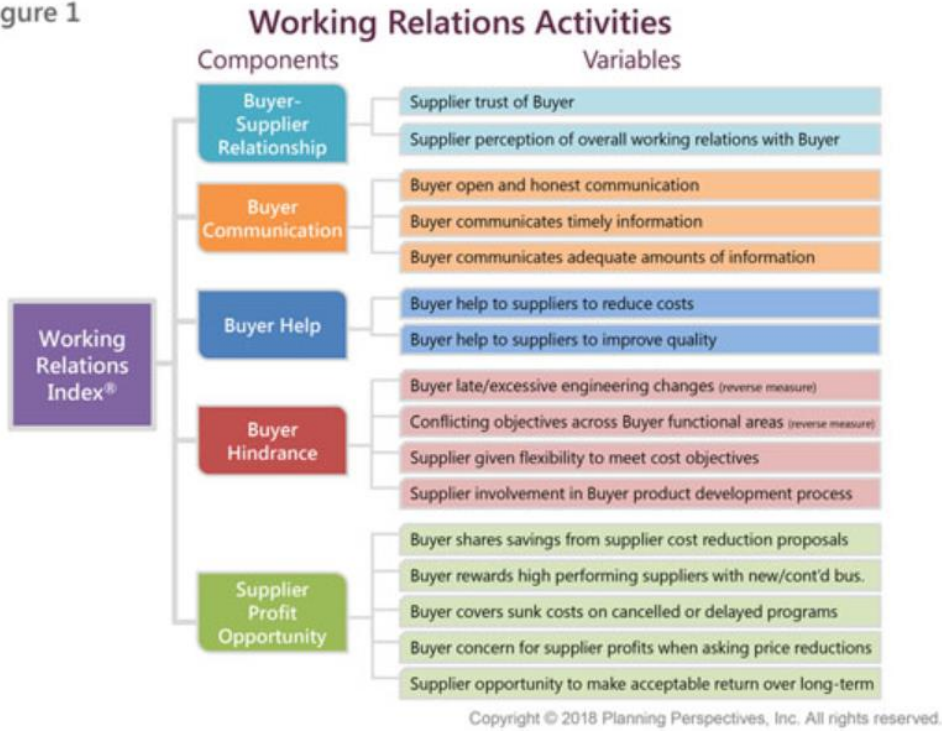 gure 1
Working Relations Activities
Components
Variables
Working
Relations
Index®
Buyer-
Supplier
Relationship
Supplier trust of Buyer
Supplier perception of overall working relations with Buyer
Buyer
Communication
Buyer open and honest communication
Buyer communicates timely information
Buyer communicates adequate amounts of information
Buyer Help
Buyer help to suppliers to reduce costs
Buyer help to suppliers to improve quality
Buyer
Hindrance
Buyer late/excessive engineering changes (reverse measure)
Conflicting objectives across Buyer functional areas (reverse measure)
Supplier given flexibility to meet cost objectives
Supplier involvement in Buyer product development process
Supplier
Profit
Opportunity
Buyer shares savings from supplier cost reduction proposals
Buyer rewards high performing suppliers with new/cont'd bus.
Buyer covers sunk costs on cancelled or delayed programs
Buyer concern for supplier profits when asking price reductions
Supplier opportunity to make acceptable return over long-term
Copyright © 2018 Planning Perspectives, Inc. All rights reserved.